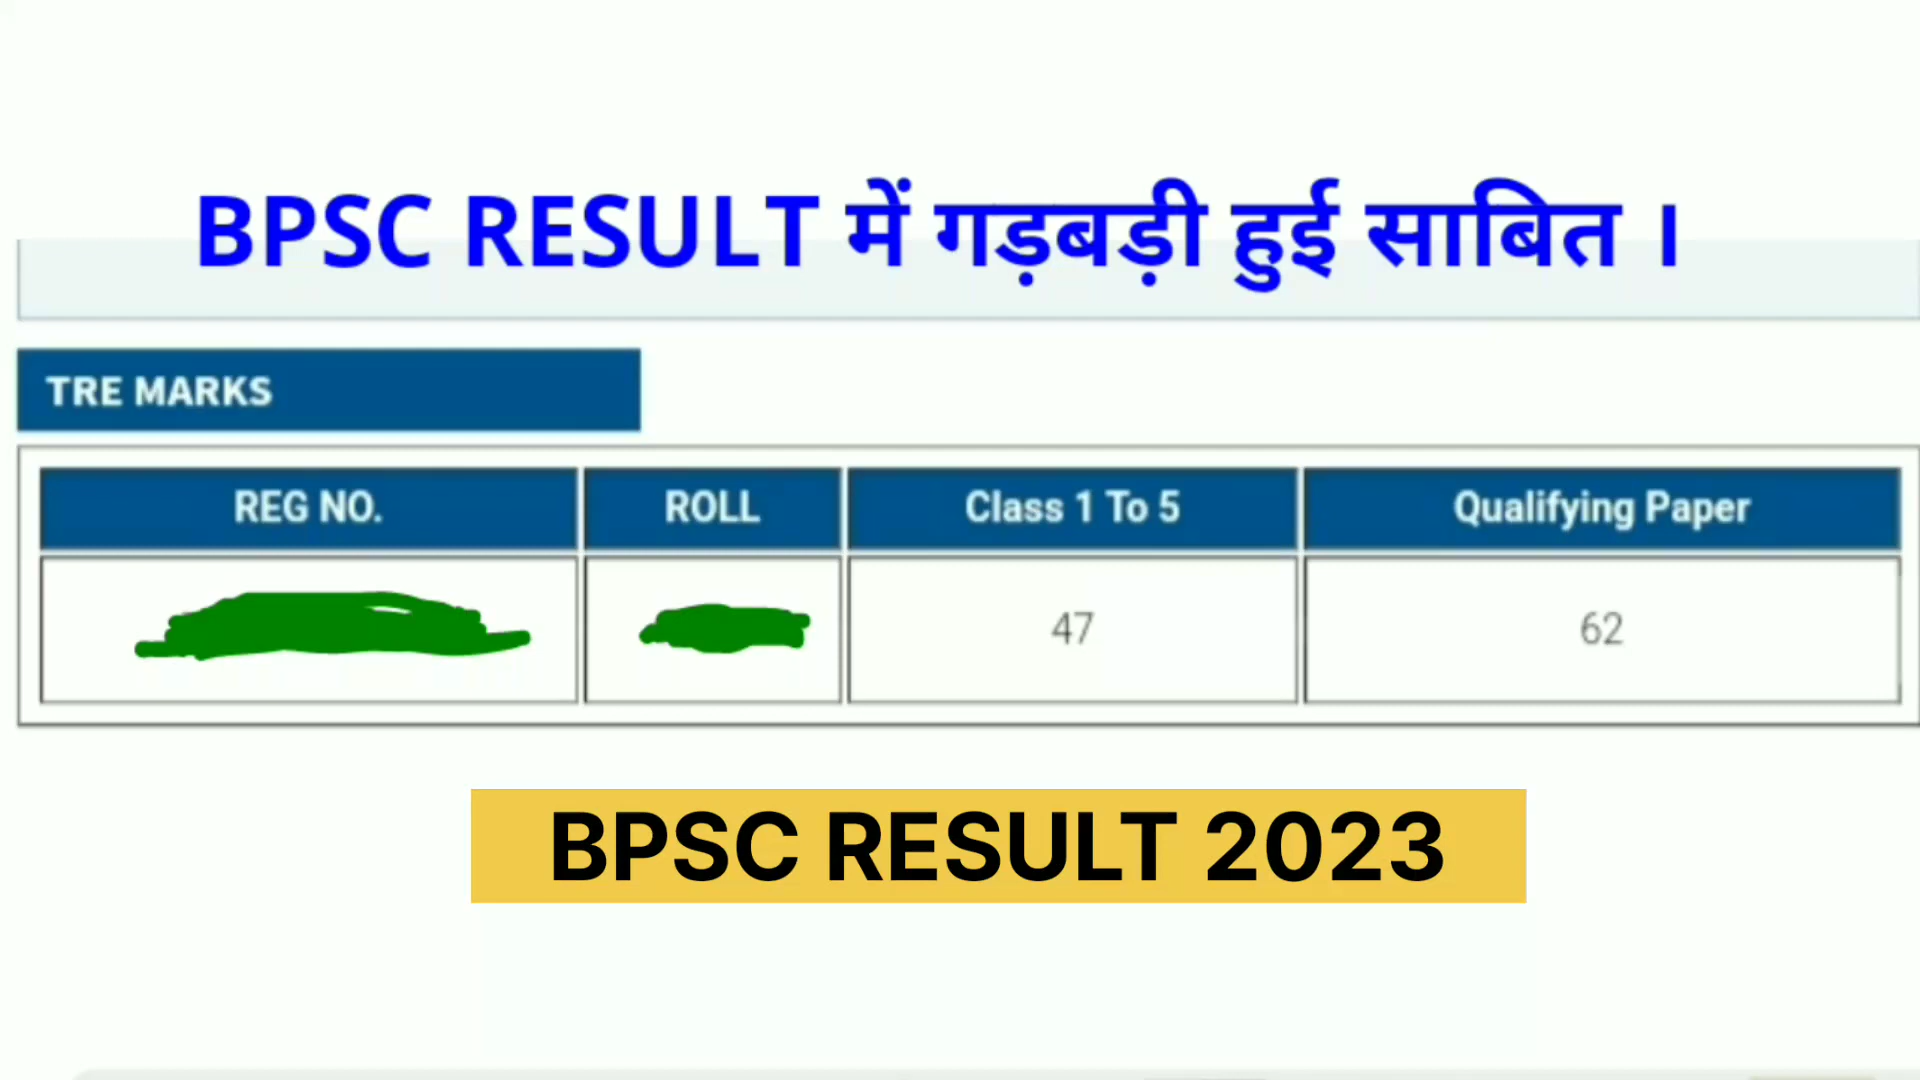 BPSC RESULT में गड़बड़ी हुई साबित ।
TRE MARKS
REG NO. ROLL Class 1 To 5 Qualifying Paper
47 62
BPSC RESULT 2023